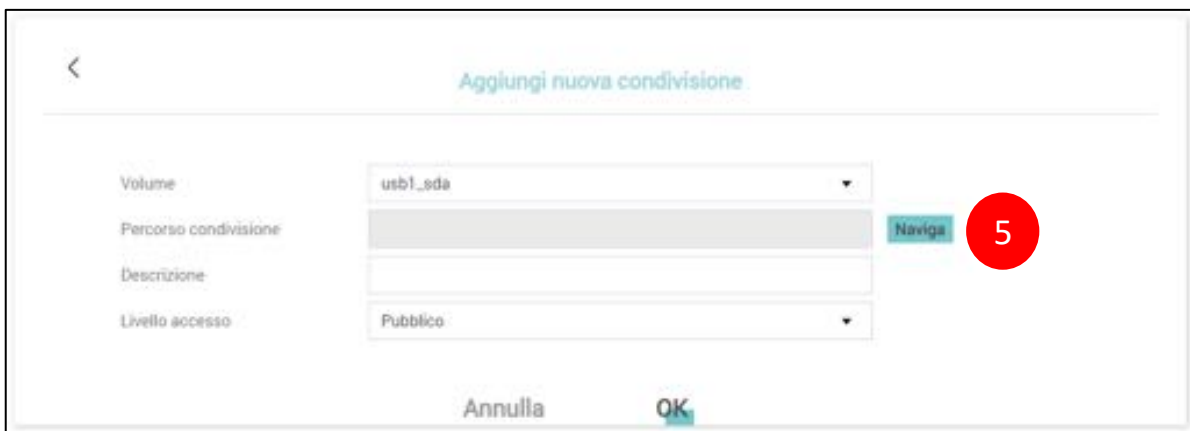 Aggiungi nuova condivisione
Volume usb1_sda
Percorso condivisione Naviga 5
Descrizione
Livello accesso Pubblico
Annulla OK